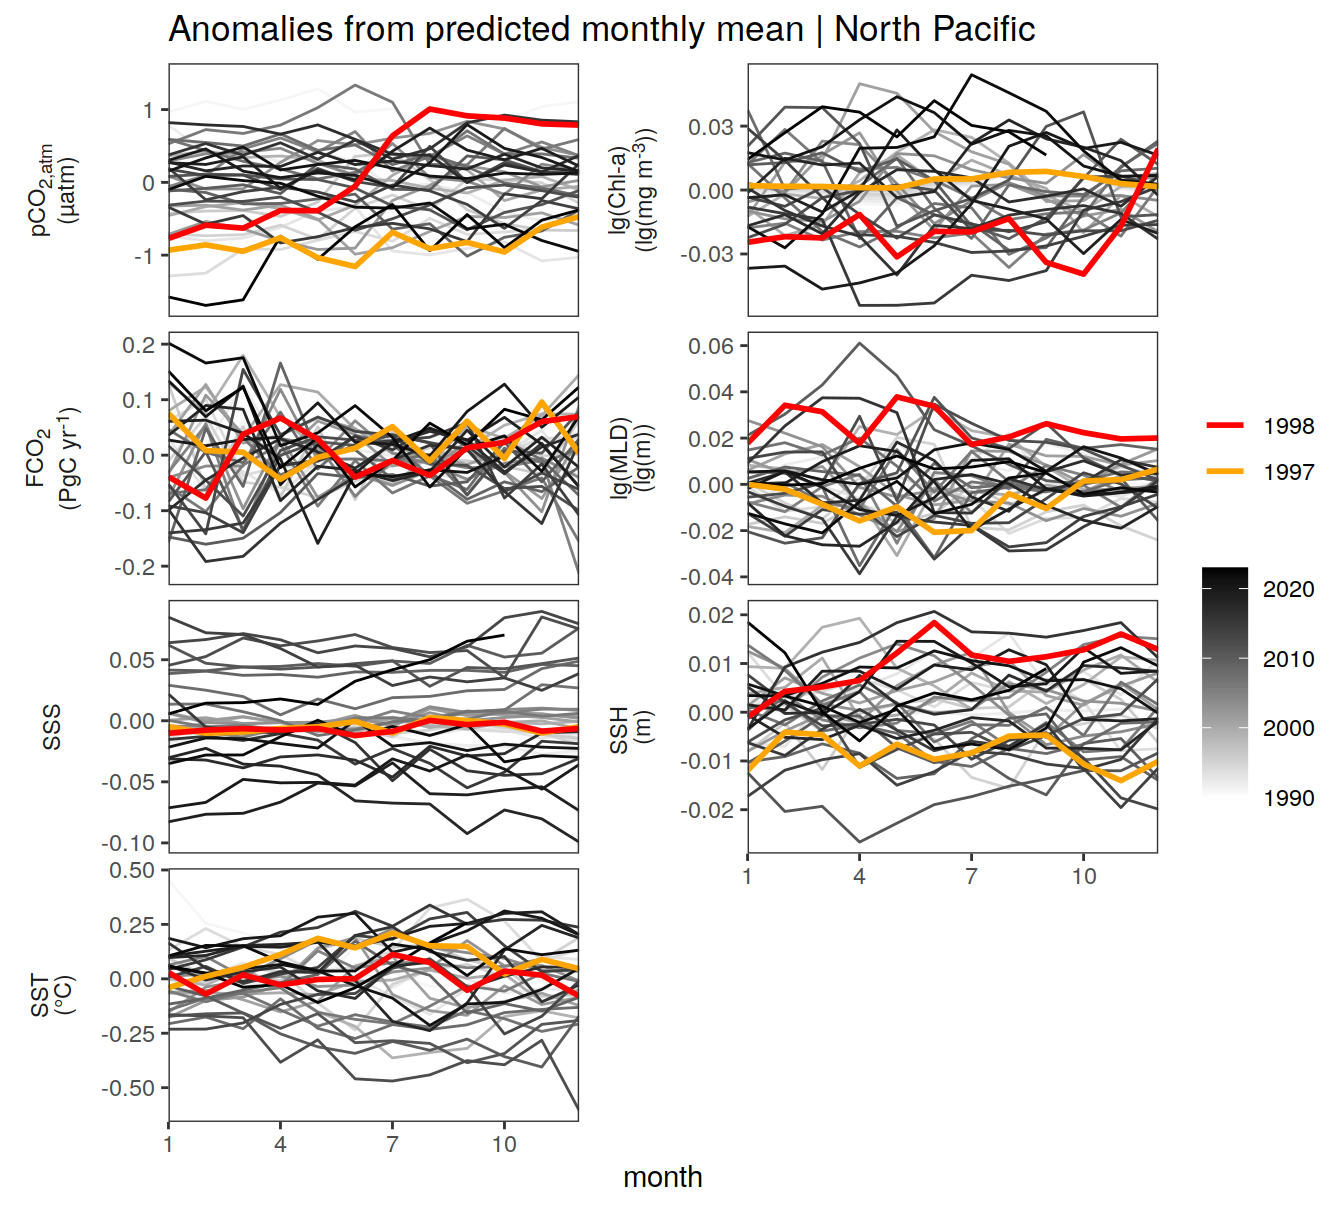 Anomalies from predicted monthly mean | North Pacific
pCO2,atm
(µatm)
1
0
-1
lg(Chl-a)
(lg(mg m-3))
0.03
0.00
-0.03
FCO2
(PgC yr-1)
0.2
0.1
0.0
-0.1
-0.2
lg(MLD)
(lg(m))
0.06
0.04
0.02
0.00
-0.02
-0.04
SSS
0.05
0.00
-0.05
-0.10
SSH
(m)
0.02
0.01
0.00
-0.01
-0.02
1 4 7 10
SST
(°C)
0.50
0.25
0.00
-0.25
-0.50
1 4 7 10
month
1998
1997
2020
2010
2000
1990